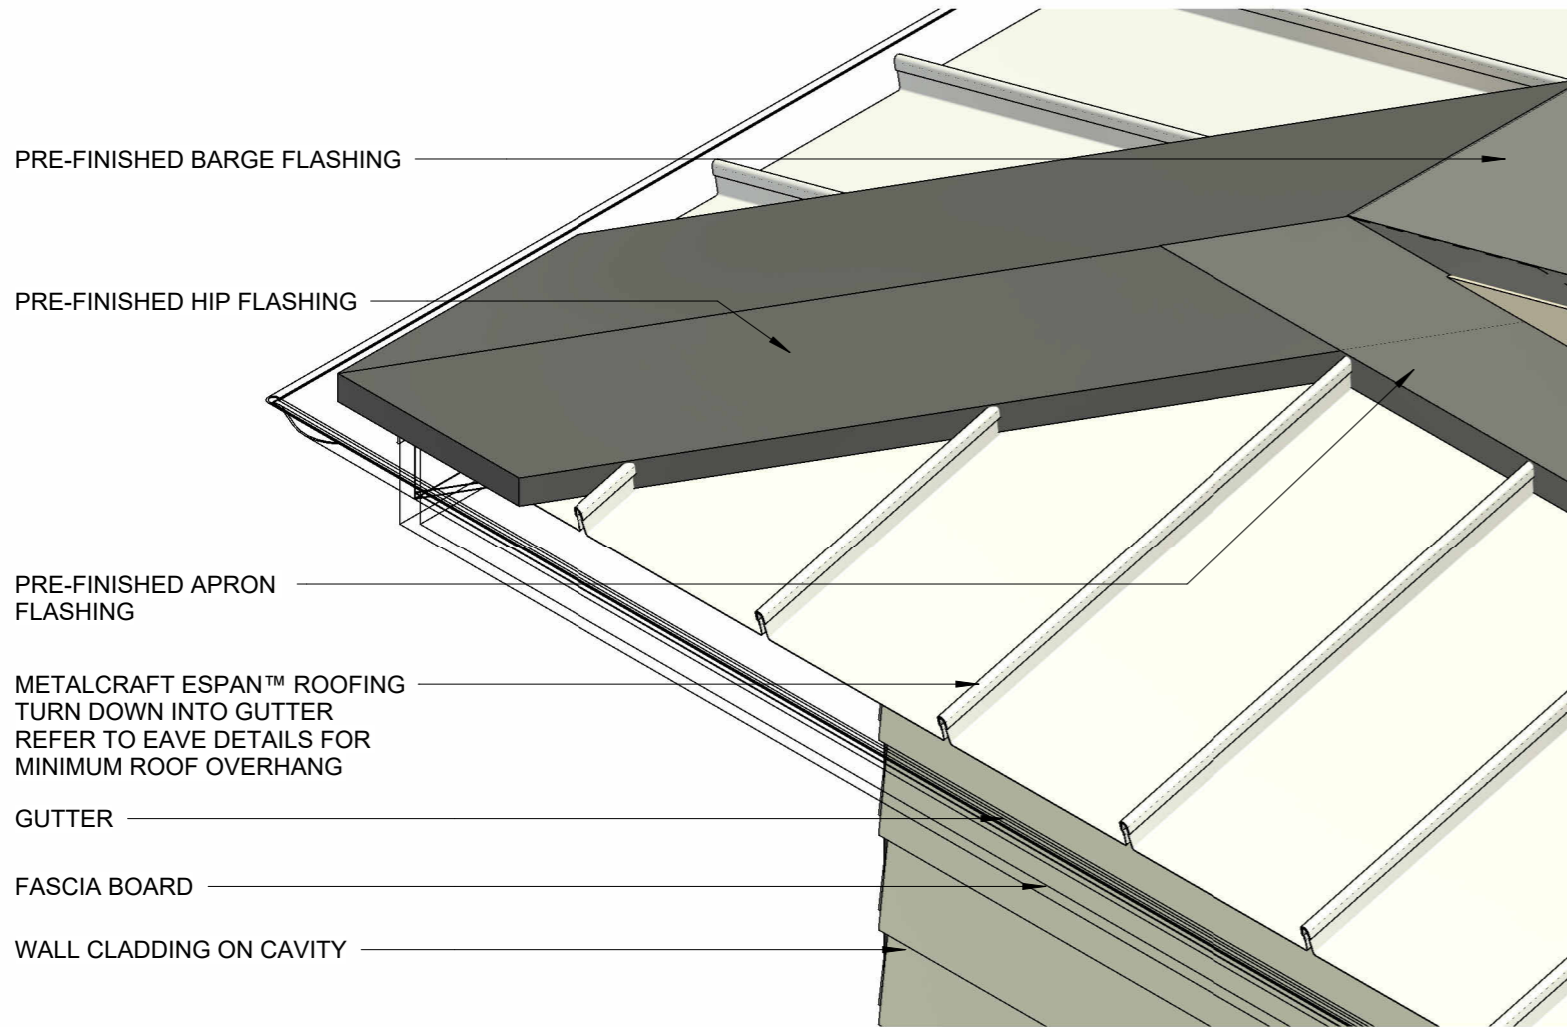 PRE-FINISHED BARGE FLASHING
PRE-FINISHED HIP FLASHING
PRE-FINISHED APRON
FLASHING
METALCRAFT ESPAN™ ROOFING
TURN DOWN INTO GUTTER
REFER TO EAVE DETAILS FOR
MINIMUM ROOF OVERHANG
GUTTER
FASCIA BOARD
WALL CLADDING ON CAVITY